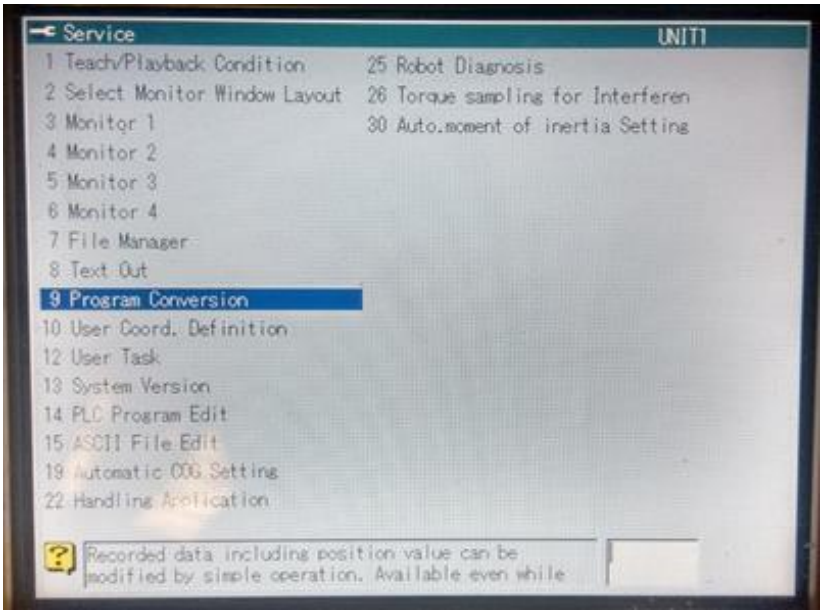 Service UNIT1
1 Teach/Playback Condition
2 Select Monitor Window Layout
3 Monitor 1
4 Monitor 2
5 Monitor 3
6 Monitor 4
7 File Manager
8 Text Out
9 Program Conversion
10 User Coord. Definition
12 User Task
13 System Version
14 PLC Program Edit
15 ASCII File Edit
19 Automatic COG Setting
22 Handling Application
25 Robot Diagnosis
26 Torque sampling for Interferen
30 Auto.moment of inertia Setting
? Recorded data including position value can be
modified by simple operation. Available even while